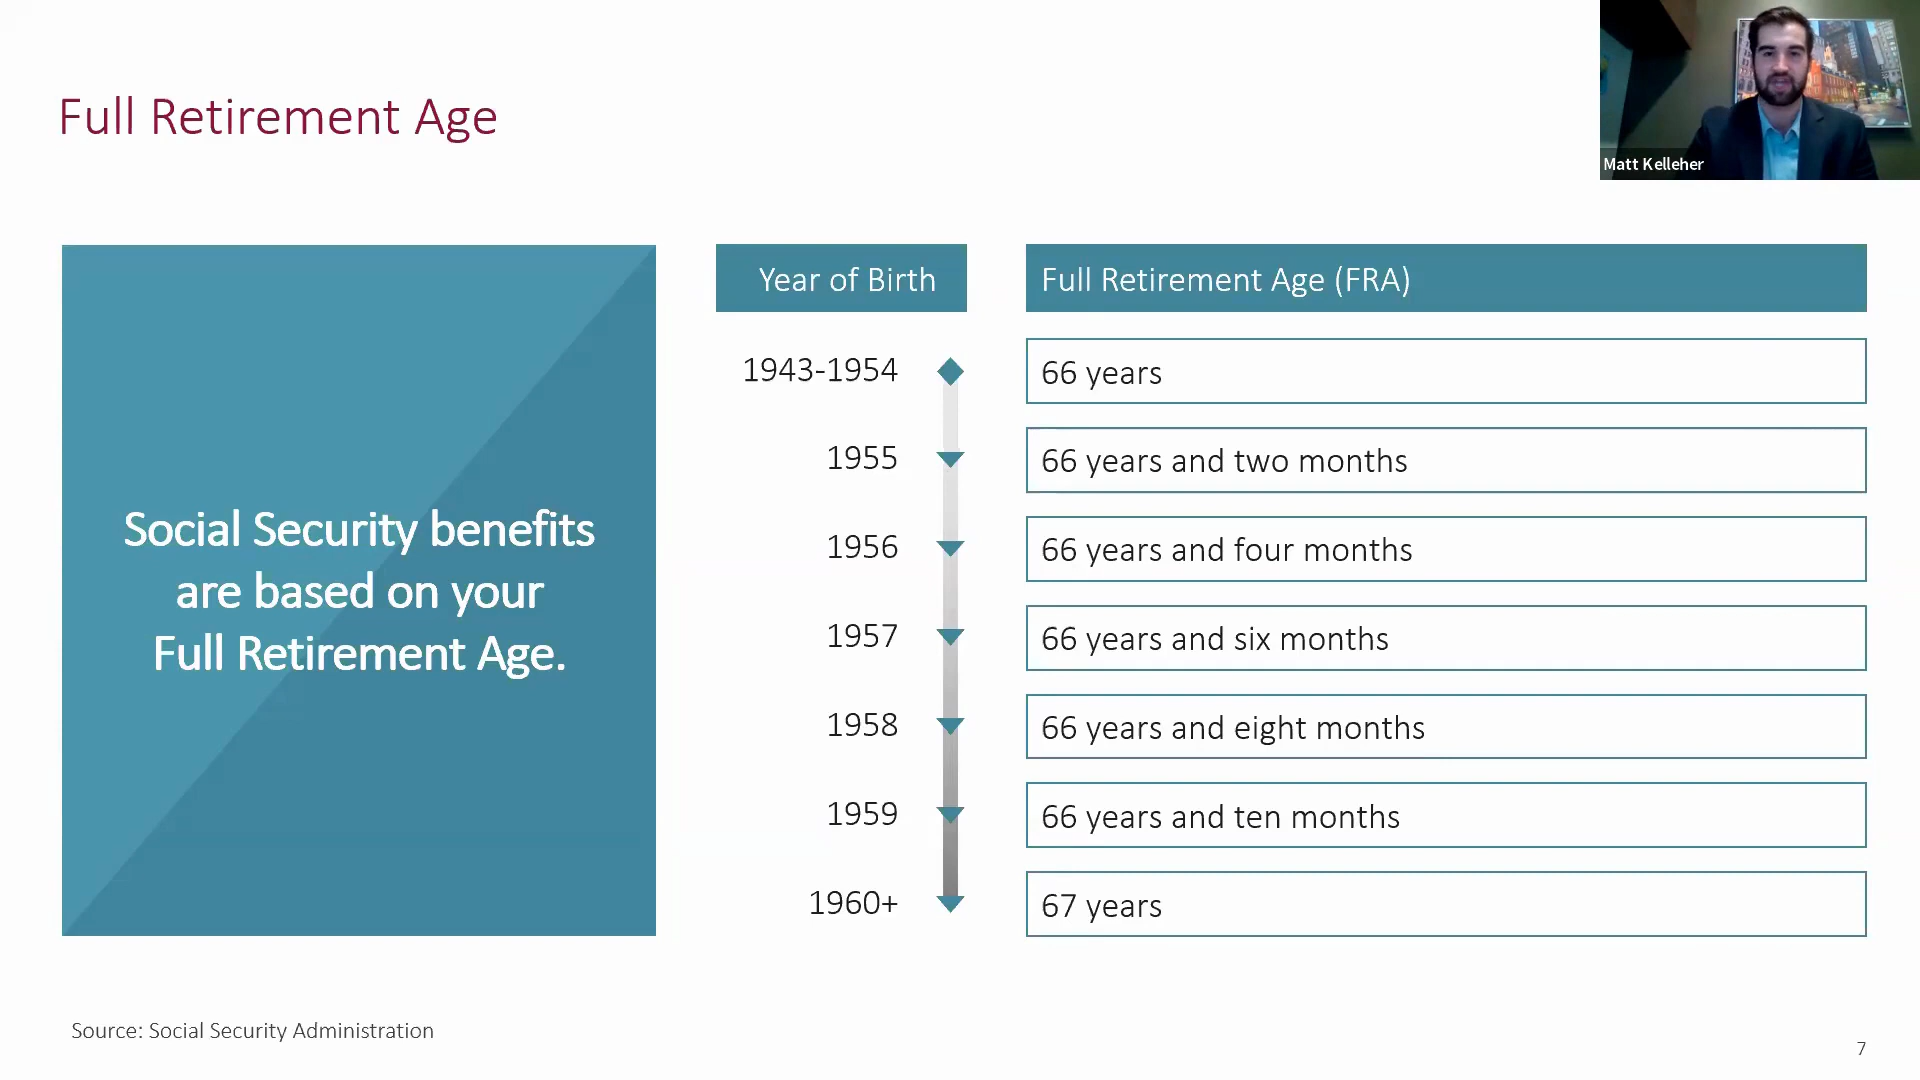 Full Retirement Age
Matt Kelleher
Social Security benefits
are based on your
Full Retirement Age.
Year of Birth
Full Retirement Age (FRA)
1943-1954
66 years
1955
66 years and two months
1956
66 years and four months
1957
66 years and six months
1958
66 years and eight months
1959
66 years and ten months
1960+
67 years
Source: Social Security Administration
7